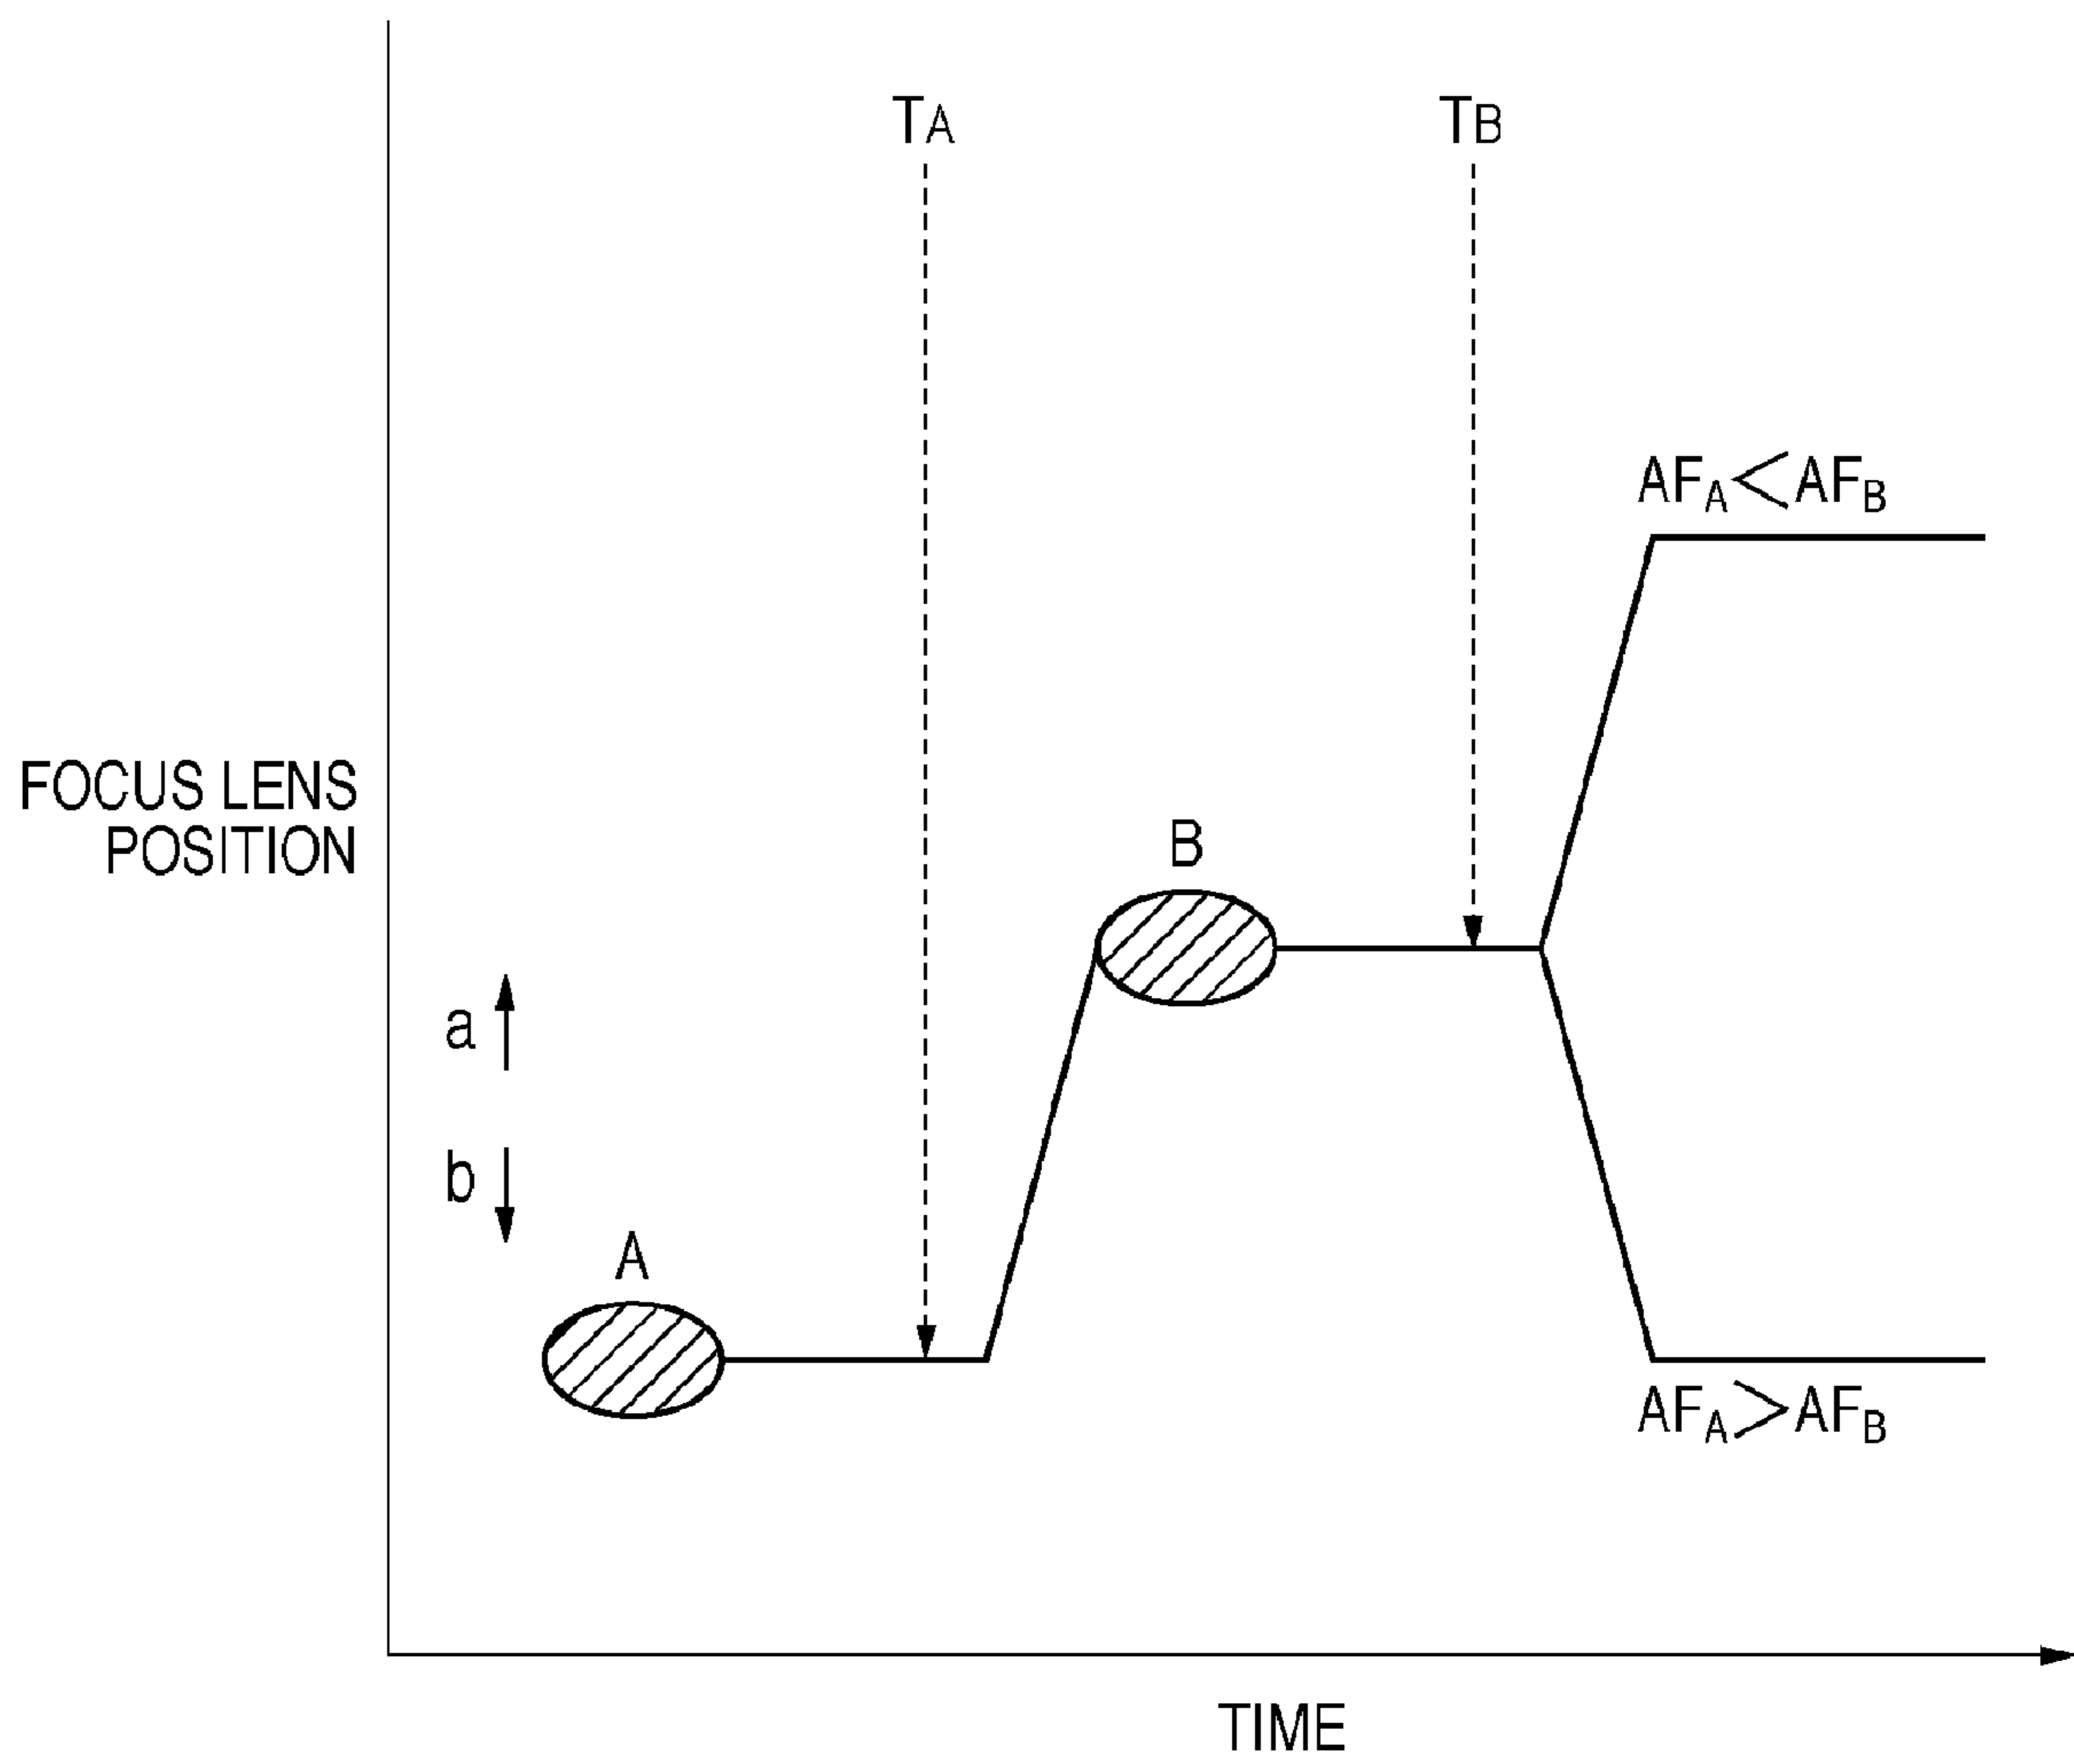 TA
TB
AFA<AFB
FOCUS LENS
POSITION
B
a
b
A
AFA>AFB
TIME